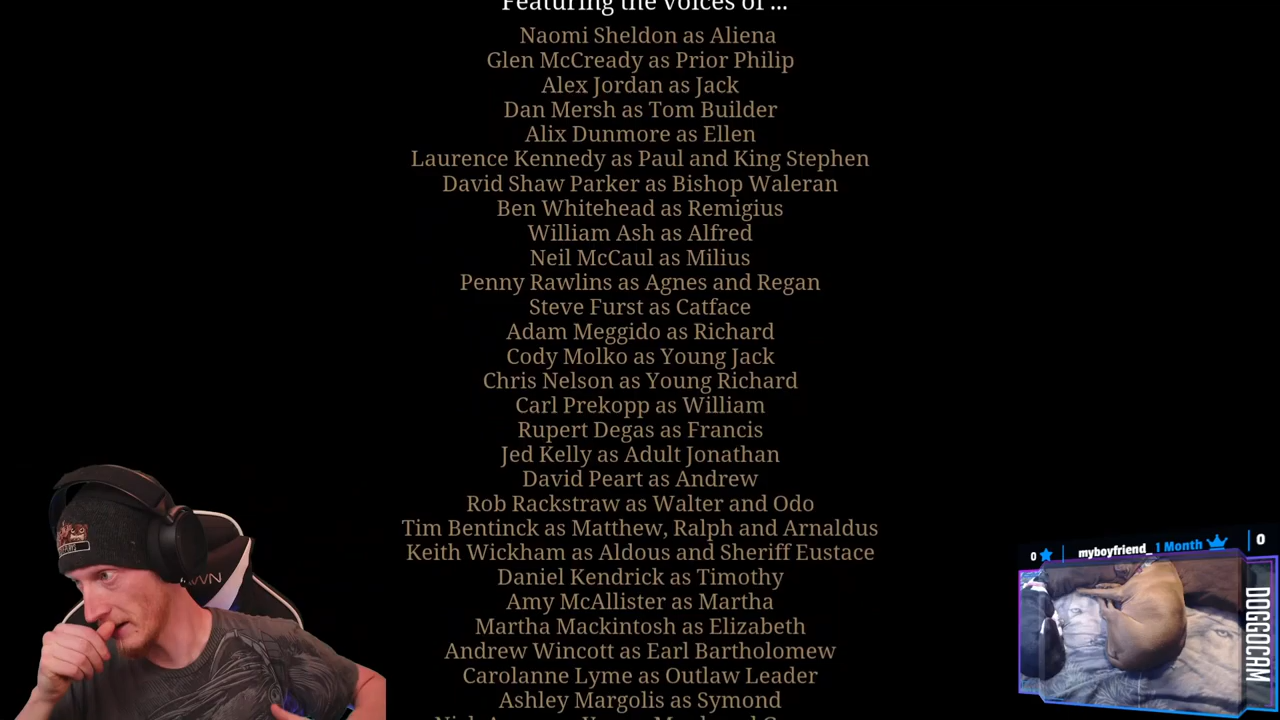 Featuring the voices of ...
Naomi Sheldon as Aliena
Glen McCready as Prior Philip
Alex Jordan as Jack
Dan Mersh as Tom Builder
Alix Dunmore as Ellen
Laurence Kennedy as Paul and King Stephen
David Shaw Parker as Bishop Waleran
Ben Whitehead as Remigius
William Ash as Alfred
Neil McCaul as Milius
Penny Rawlins as Agnes and Regan
Steve Furst as Catface
Adam Meggido as Richard
Cody Molko as Young Jack
Chris Nelson as Young Richard
Carl Prekopp as William
Rupert Degas as Francis
Jed Kelly as Adult Jonathan
David Peart as Andrew
Rob Rackstraw as Walter and Odo
Tim Bentinck as Matthew, Ralph and Arnaldus
Keith Wickham as Aldous and Sheriff Eustace
Daniel Kendrick as Timothy
Amy McAllister as Martha
Martha Mackintosh as Elizabeth
Andrew Wincott as Earl Bartholomew
Carolanne Lyme as Outlaw Leader
Ashley Margolis as Symond
0 myboyfriend_ 1 Month 0
DOGGOCAM